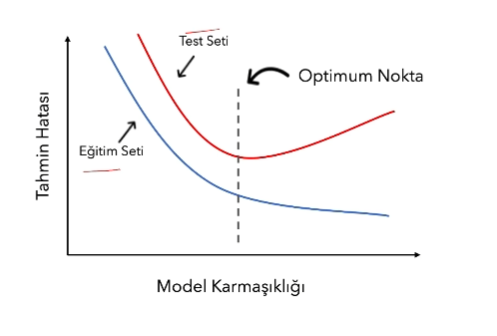 Test Seti
Optimum Nokta
Eğitim Seti
Tahmin Hatası
Model Karmaşıklığı